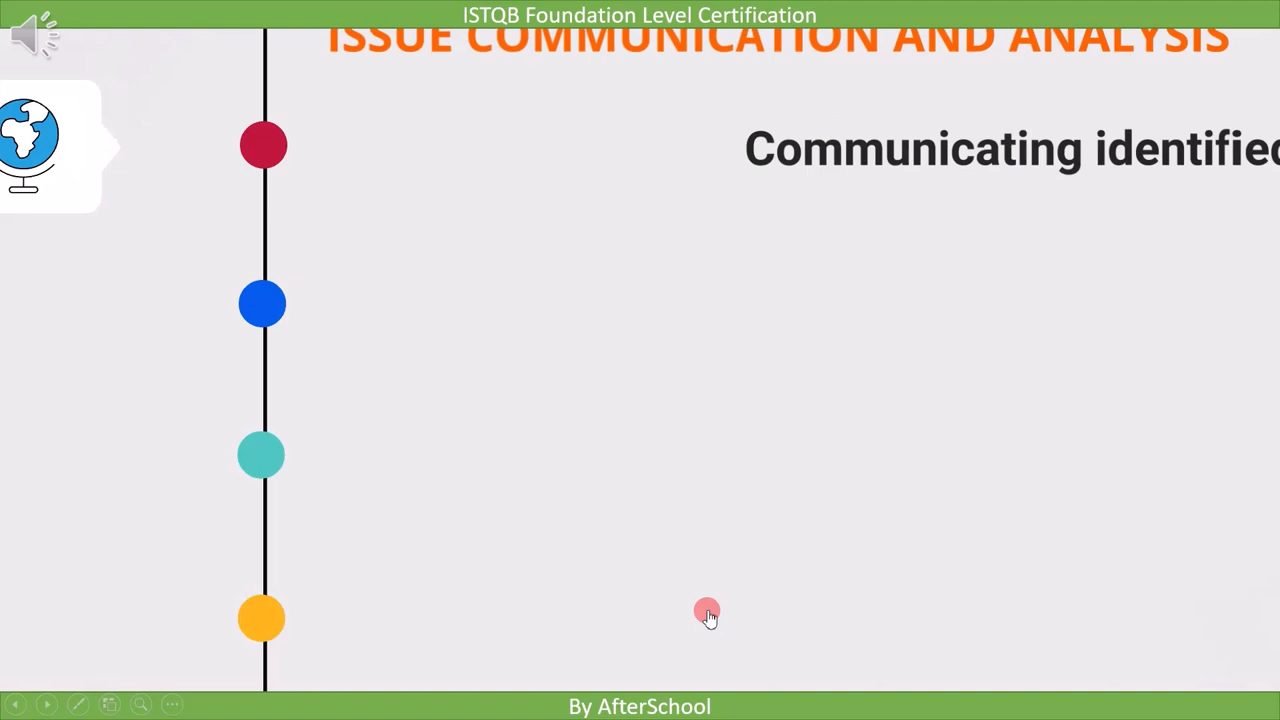 ISTQB Foundation Level Certification
ISSUE COMMUNICATION AND ANALYSIS
Communicating identified
By AfterSchool